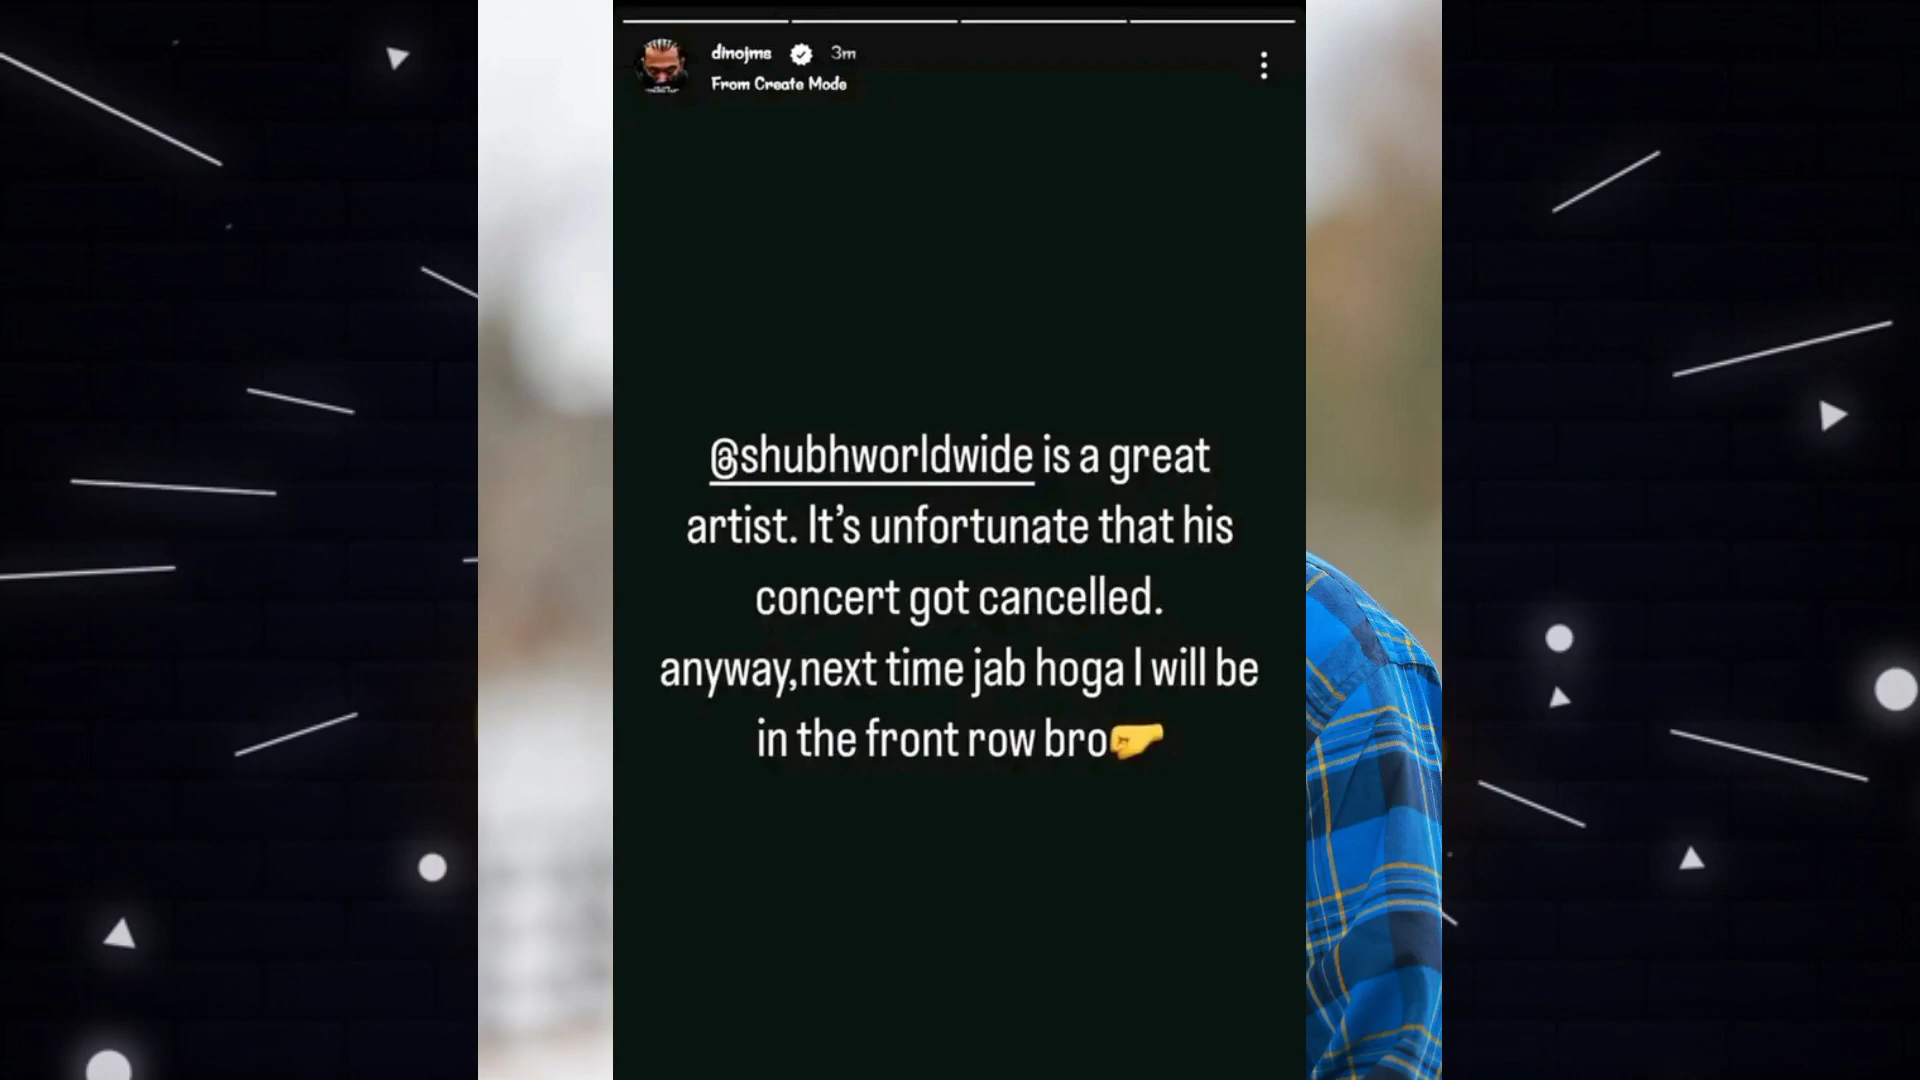 dinojms 3m
From Create Mode
@shubhworldwide is a great
artist. It’s unfortunate that his
concert got cancelled.
anyway,next time jab hoga I will be
in the front row bro🤛